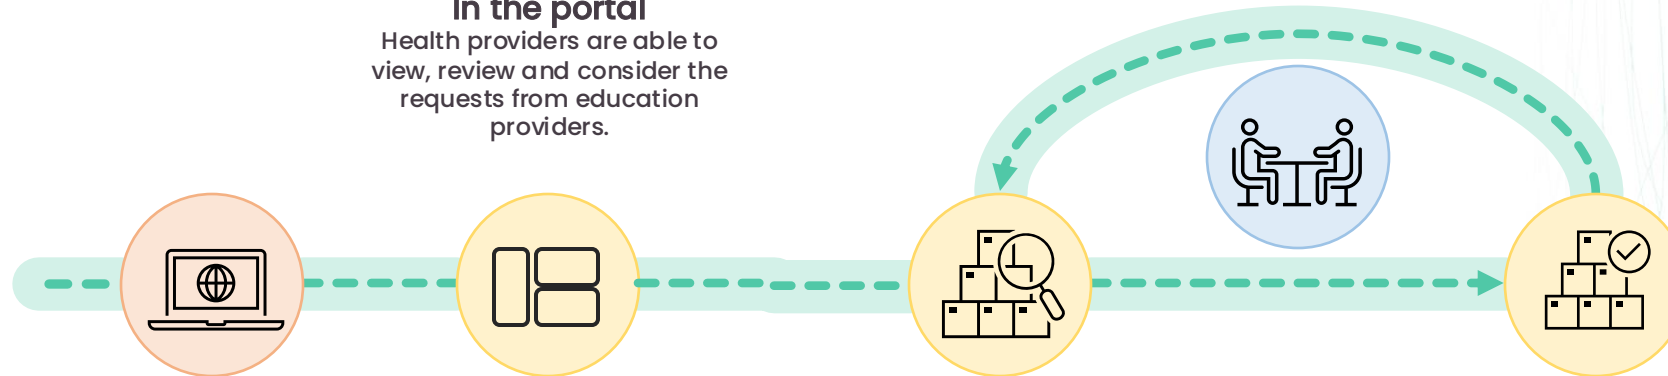 In the portal
Health providers are able to
view, review and consider the
requests from education
providers.